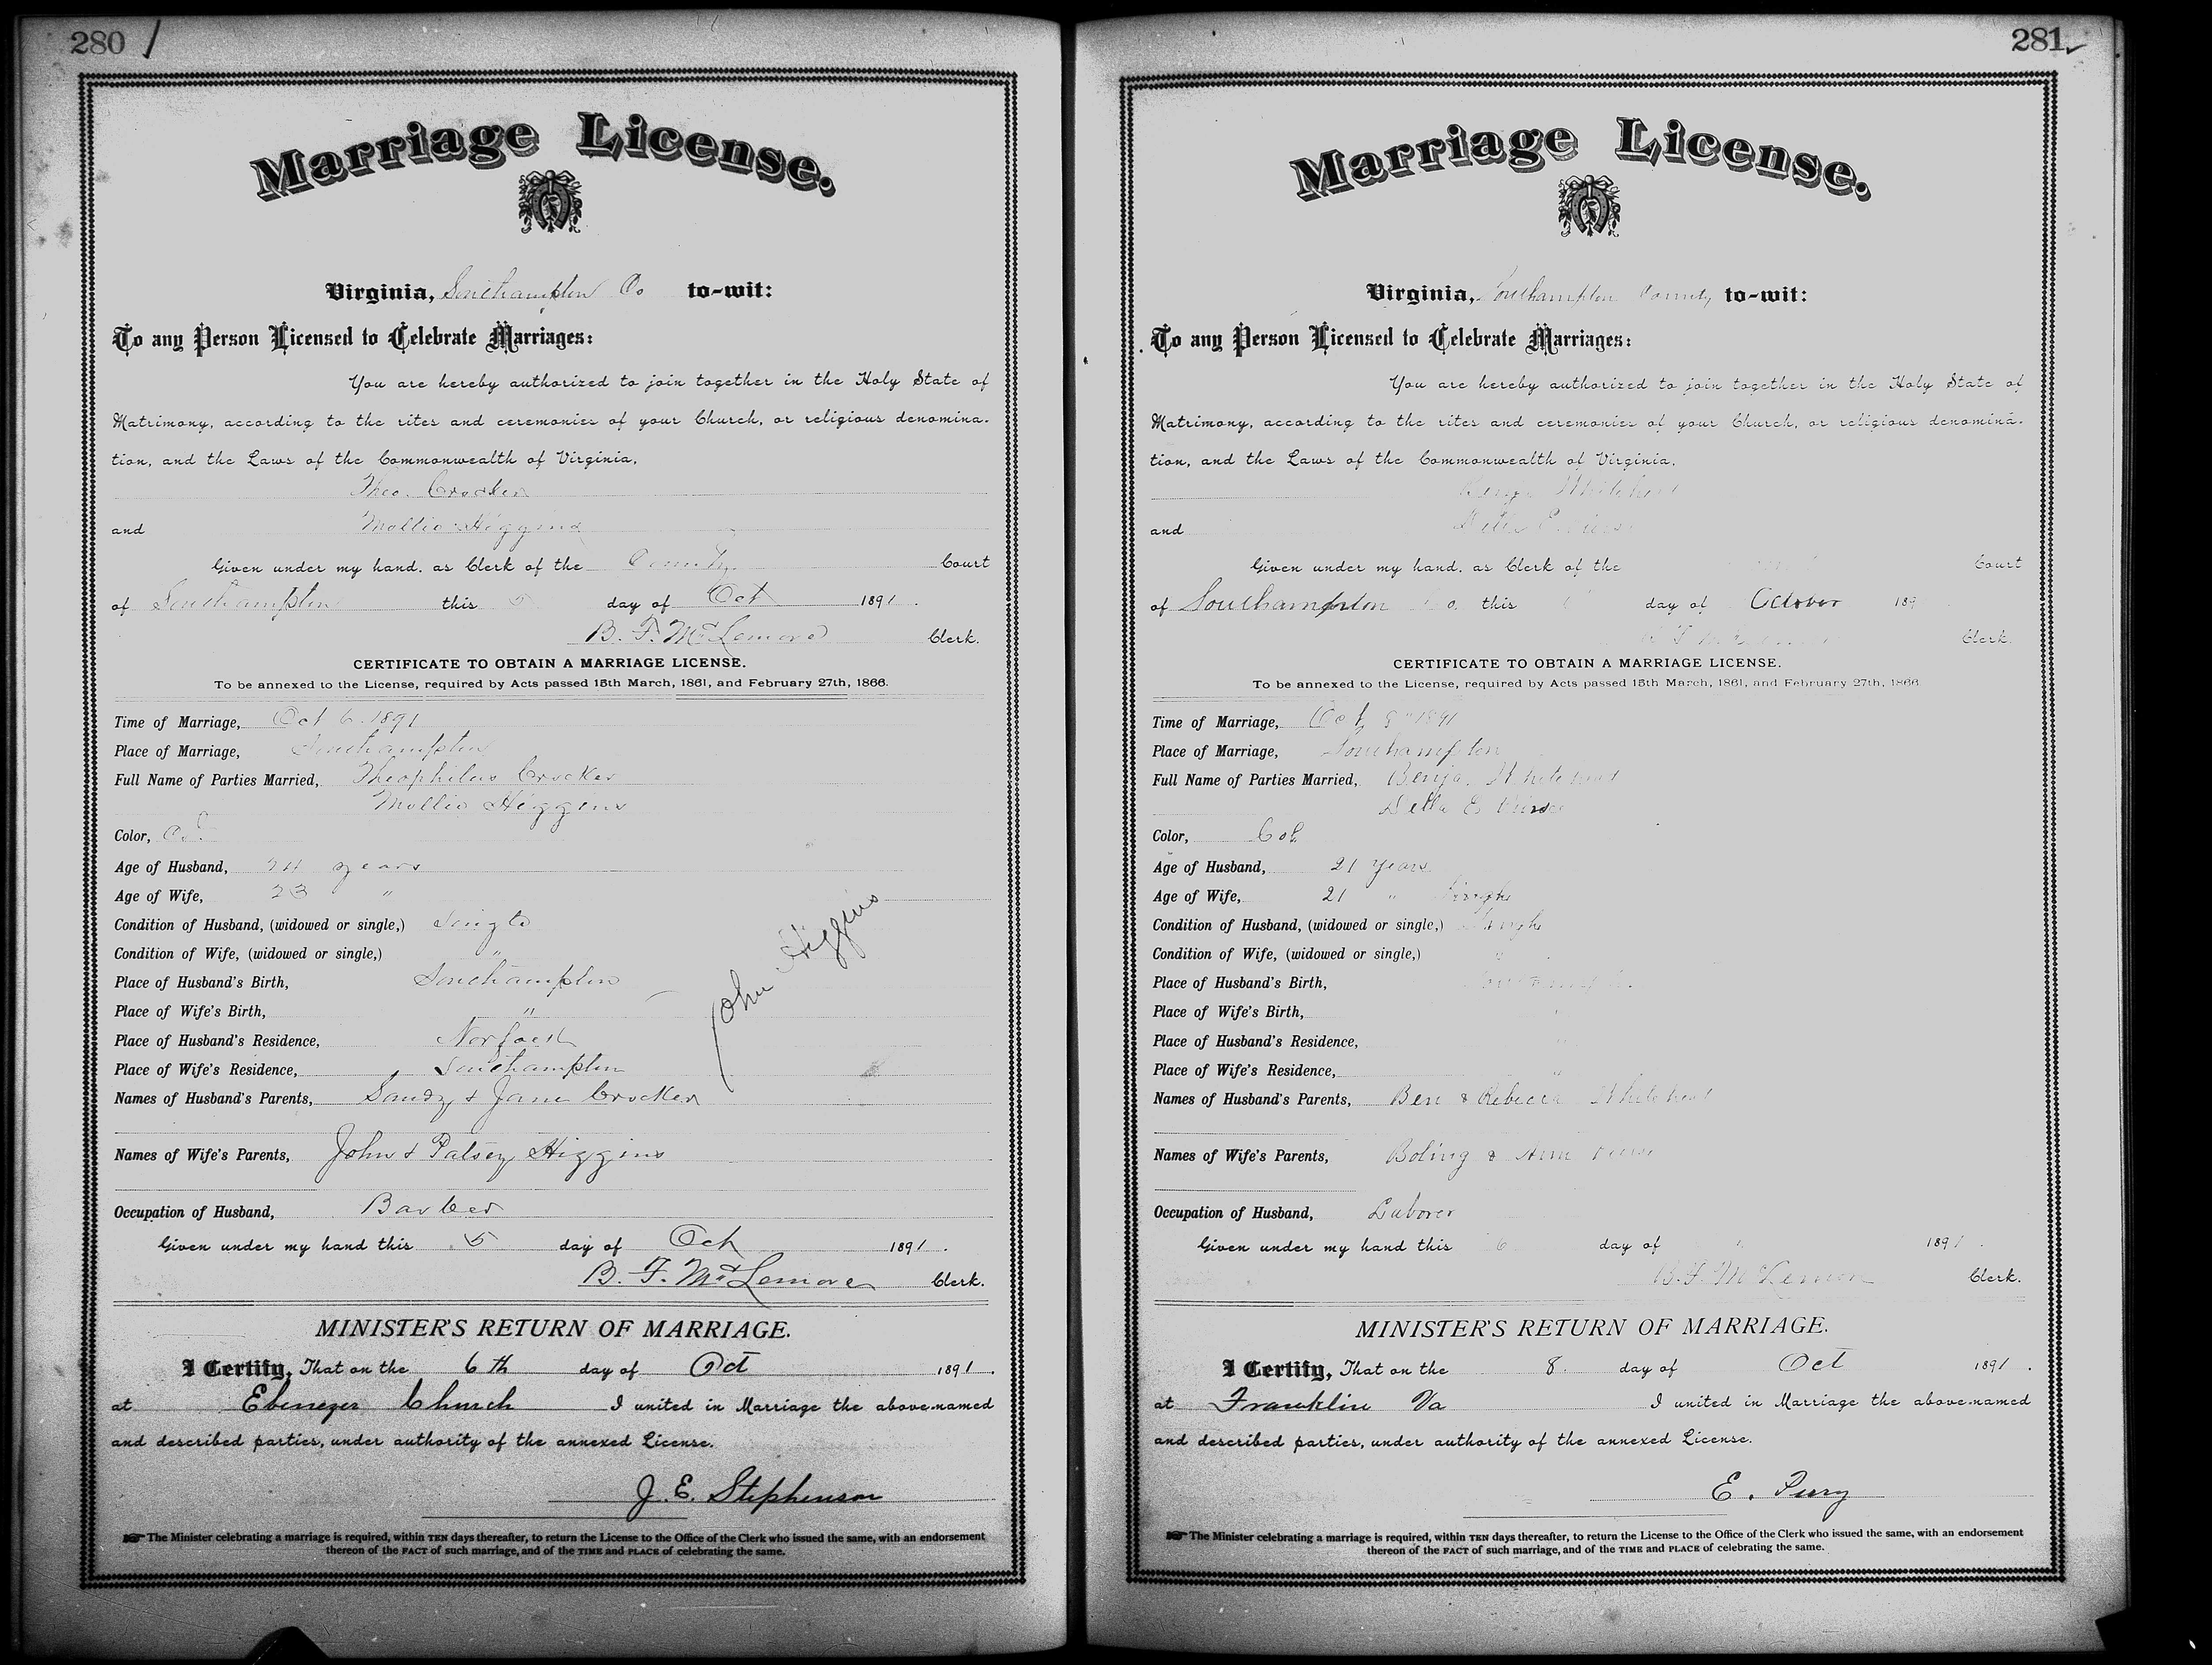 280
Marriage License.
Virginia, Southampton Co to-wit:
To any Person Licensed to Celebrate Marriages:
You are hereby authorized to join together in the Holy State of
Matrimony, according to the rites and ceremonies of your Church, or religious denomina-
tion, and the Laws of the Commonwealth of Virginia,
Theo. Crocker
and Mollie Higgins
Given under my hand, as Clerk of the County Court
of Southampton this 5 day of Oct 1891.
B. F. McLemore Clerk.
CERTIFICATE TO OBTAIN A MARRIAGE LICENSE.
To be annexed to the License, required by Acts passed 15th March, 1861, and February 27th, 1866.
Time of Marriage, Oct 6 1891
Place of Marriage, Southampton
Full Name of Parties Married, Theophilus Crocker
Mollie Higgins
Color,
Age of Husband, 24 years
Age of Wife, 23 "
Condition of Husband, (widowed or single,) Single
Condition of Wife, (widowed or single,) "
Place of Husband's Birth, Southampton
Place of Wife's Birth, "
Place of Husband's Residence, Norfolk
Place of Wife's Residence, Southampton
Names of Husband's Parents, Sandy & Jane Crocker
John Higgins
Names of Wife's Parents, John & Patsey Higgins
Occupation of Husband, Barber
Given under my hand this 5 day of Oct 1891.
B. F. McLemore Clerk.
MINISTER'S RETURN OF MARRIAGE.
I Certify, That on the 6th day of Oct 1891.
at Ebenezer Church I united in Marriage the above-named
and described parties, under authority of the annexed License.
J. E. Stephenson
The Minister celebrating a marriage is required, within TEN days thereafter, to return the License to the Office of the Clerk who issued the same, with an endorsement
thereon of the FACT of such marriage, and of the TIME and PLACE of celebrating the same.
281
Marriage License.
Virginia, Southampton County to-wit:
To any Person Licensed to Celebrate Marriages:
You are hereby authorized to join together in the Holy State of
Matrimony, according to the rites and ceremonies of your Church, or religious denomina-
tion, and the Laws of the Commonwealth of Virginia,
Benja Whitehead
and Della E.
Given under my hand, as Clerk of the Court
of Southampton Co. this day of October 189
Clerk.
CERTIFICATE TO OBTAIN A MARRIAGE LICENSE.
To be annexed to the License, required by Acts passed 15th March, 1861, and February 27th, 1866.
Time of Marriage, Oct 1891
Place of Marriage, Southampton
Full Name of Parties Married, Benja. Whitehead
Della E
Color, Col
Age of Husband, 21 years
Age of Wife, 21 " Single
Condition of Husband, (widowed or single,) Single
Condition of Wife, (widowed or single,) "
Place of Husband's Birth, Southampton
Place of Wife's Birth,
Place of Husband's Residence, "
Place of Wife's Residence, "
Names of Husband's Parents, Ben & Rebecca Whitehead
Names of Wife's Parents, Boling & Ann
Occupation of Husband, Laborer
Given under my hand this 6 day of " 1891.
B. F. McLemore Clerk.
MINISTER'S RETURN OF MARRIAGE.
I Certify, That on the 8. day of Oct 1891.
at Franklin Va I united in Marriage the above-named
and described parties, under authority of the annexed License.
E.
The Minister celebrating a marriage is required, within TEN days thereafter, to return the License to the Office of the Clerk who issued the same, with an endorsement
thereon of the FACT of such marriage, and of the TIME and PLACE of celebrating the same.